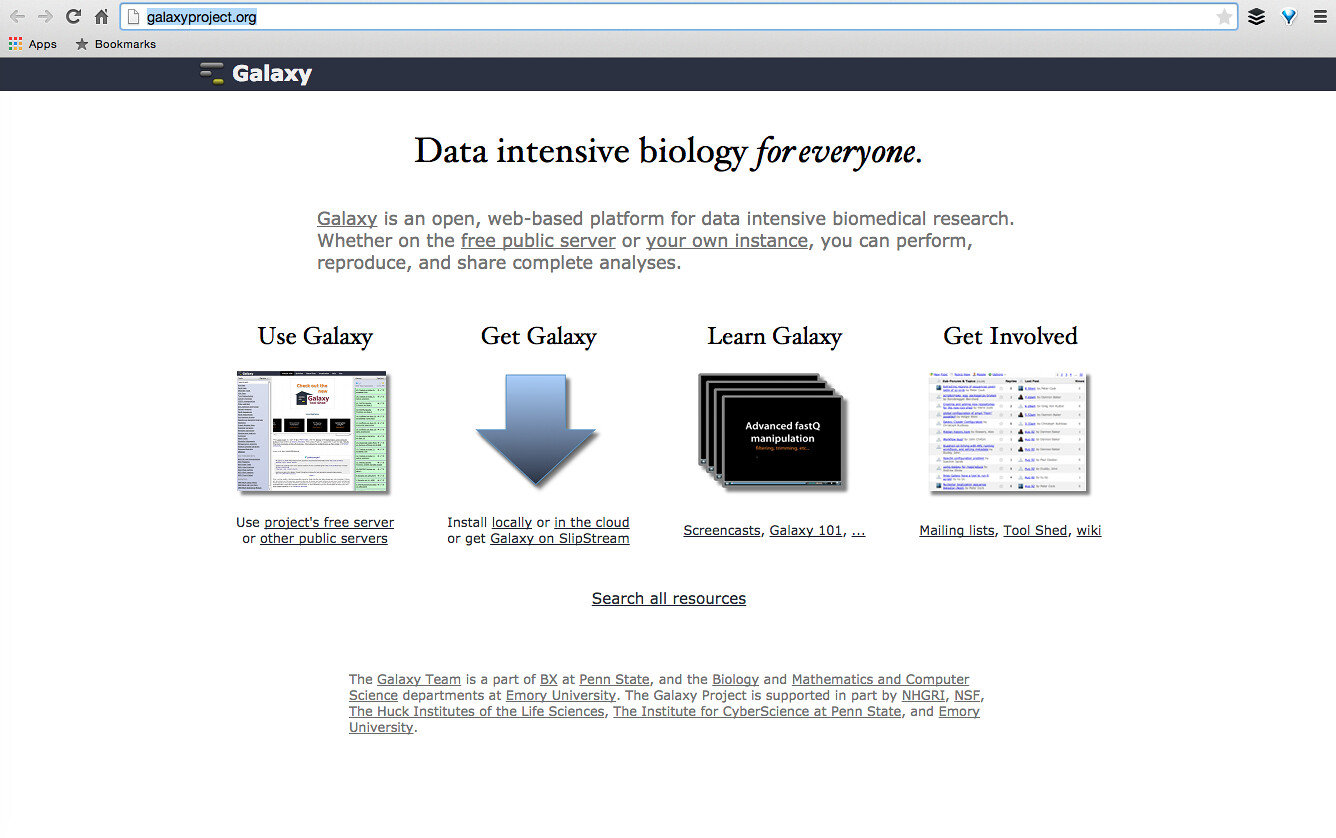 galaxyproject.org
Apps Bookmarks
Galaxy
Data intensive biology for everyone.
Galaxy is an open, web-based platform for data intensive biomedical research.
Whether on the free public server or your own instance, you can perform,
reproduce, and share complete analyses.
Use Galaxy
Get Galaxy
Learn Galaxy
Get Involved
Check out the
new
Galaxy
Advanced fastQ
manipulation
filtering, trimming, etc...
Use project's free server
or other public servers
Install locally or in the cloud
or get Galaxy on SlipStream
Screencasts, Galaxy 101, ...
Mailing lists, Tool Shed, wiki
Search all resources
The Galaxy Team is a part of BX at Penn State, and the Biology and Mathematics and Computer
Science departments at Emory University. The Galaxy Project is supported in part by NHGRI, NSF,
The Huck Institutes of the Life Sciences, The Institute for CyberScience at Penn State, and Emory
University.